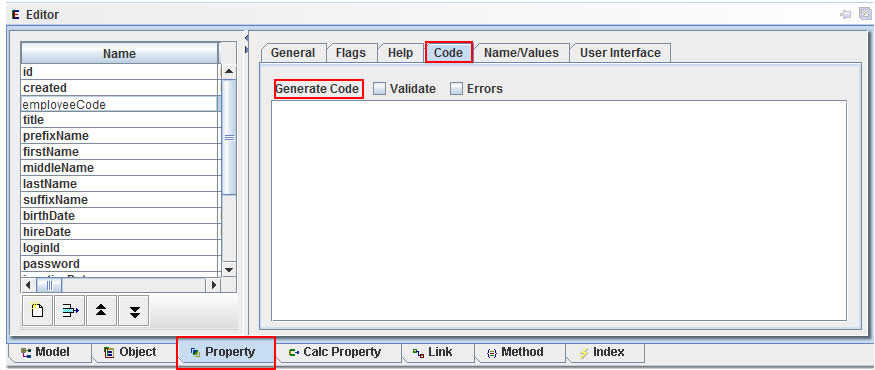 E Editor
Name
id
created
employeeCode
title
prefixName
firstName
middleName
lastName
suffixName
birthDate
hireDate
loginId
password
General Flags Help Code Name/Values User Interface
Generate Code Validate Errors
Model Object Property Calc Property Link Method Index